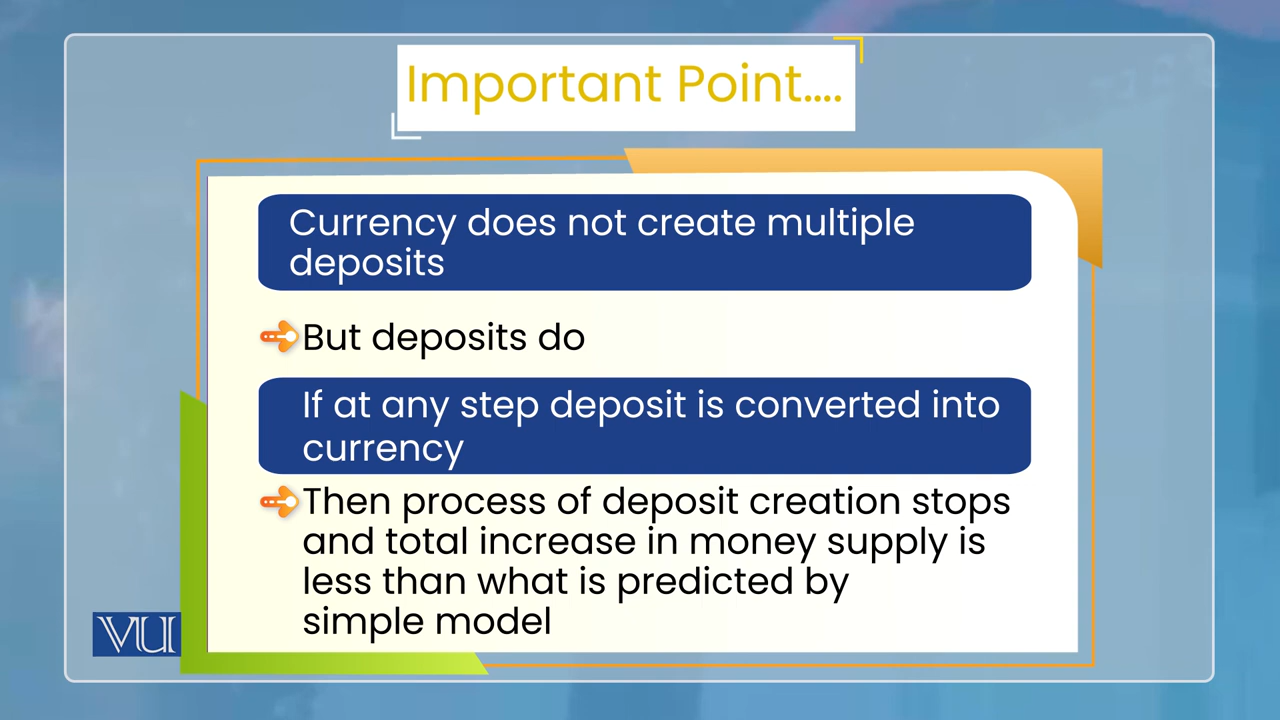 Important Point....
Currency does not create multiple
deposits
But deposits do
If at any step deposit is converted into
currency
Then process of deposit creation stops
and total increase in money supply is
less than what is predicted by
simple model
VU